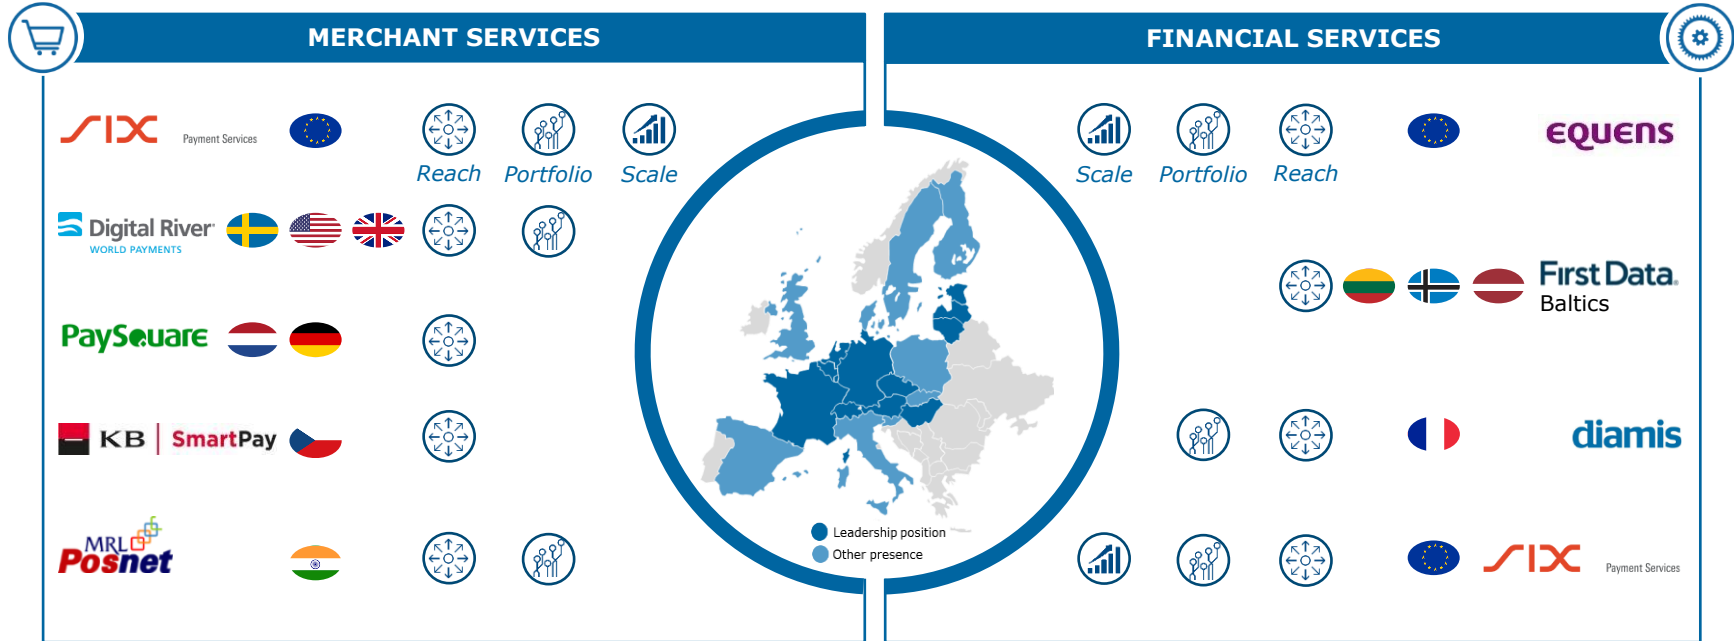 MERCHANT SERVICES
SIX Payment Services
Reach Portfolio Scale
Digital River
WORLD PAYMENTS
PaySquare
KB SmartPay
MRL
Posnet
Leadership position
Other presence
FINANCIAL SERVICES
EQUENS
Scale Portfolio Reach
First Data.
Baltics
diamis
SIX Payment Services